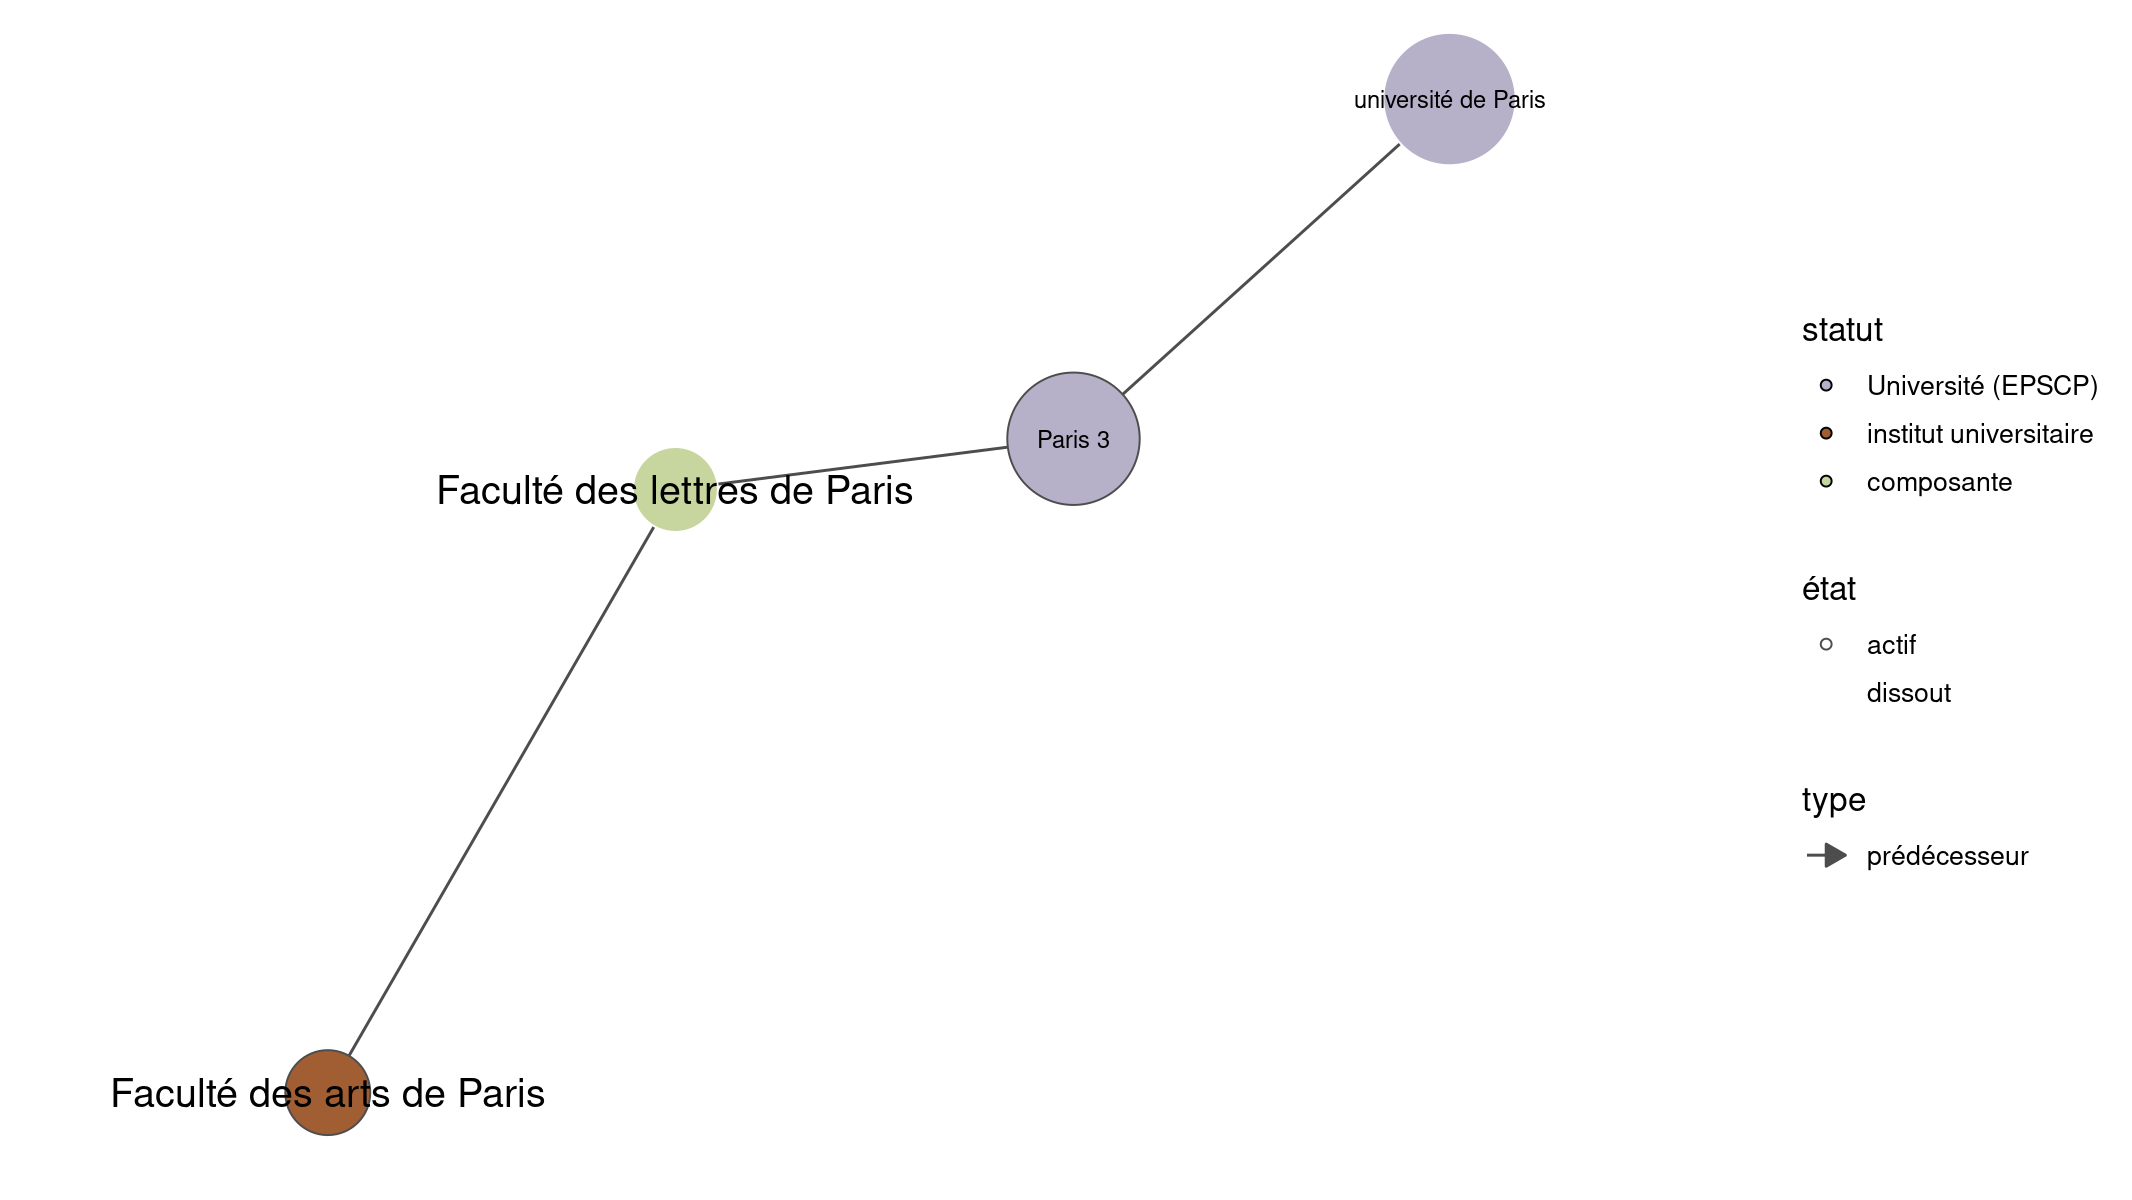 université de Paris
Paris 3
Faculté des lettres de Paris
Faculté des arts de Paris
statut
Université (EPSCP)
institut universitaire
composante
état
actif
dissout
type
prédécesseur